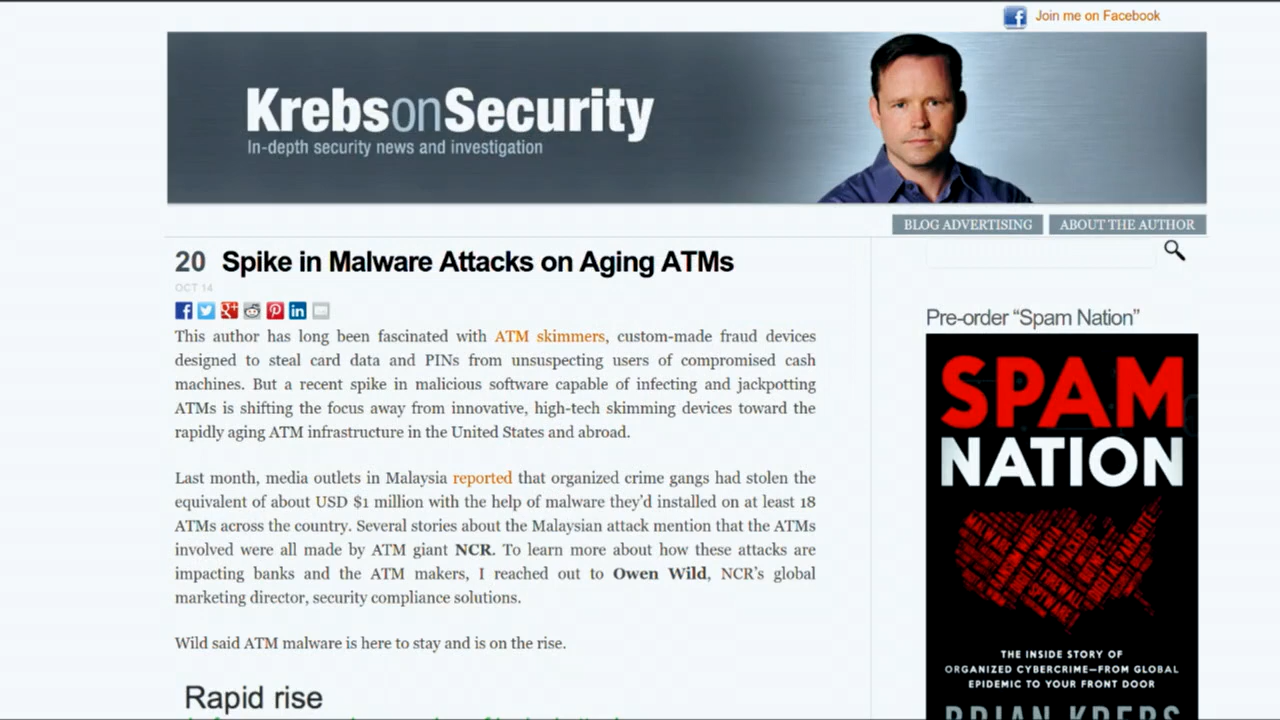 Join me on Facebook
KrebsonSecurity
In-depth security news and investigation
BLOG ADVERTISING
ABOUT THE AUTHOR
20 Spike in Malware Attacks on Aging ATMs
OCT 14
This author has long been fascinated with ATM skimmers, custom-made fraud devices
designed to steal card data and PINs from unsuspecting users of compromised cash
machines. But a recent spike in malicious software capable of infecting and jackpotting
ATMs is shifting the focus away from innovative, high-tech skimming devices toward the
rapidly aging ATM infrastructure in the United States and abroad.
Last month, media outlets in Malaysia reported that organized crime gangs had stolen the
equivalent of about USD $1 million with the help of malware they'd installed on at least 18
ATMs across the country. Several stories about the Malaysian attack mention that the ATMs
involved were all made by ATM giant NCR. To learn more about how these attacks are
impacting banks and the ATM makers, I reached out to Owen Wild, NCR's global
marketing director, security compliance solutions.
Wild said ATM malware is here to stay and is on the rise.
Rapid rise
Pre-order “Spam Nation”
SPAM
NATION
THE INSIDE STORY OF
ORGANIZED CYBERCRIME—FROM GLOBAL
EPIDEMIC TO YOUR FRONT DOOR
BRIAN KREBS